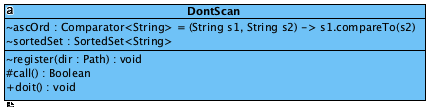 a
DontScan
~ascOrd : Comparator<String> = (String s1, String s2) -> s1.compareTo(s2)
~sortedSet : SortedSet<String>
~register(dir : Path) : void
#call() : Boolean
+doit() : void